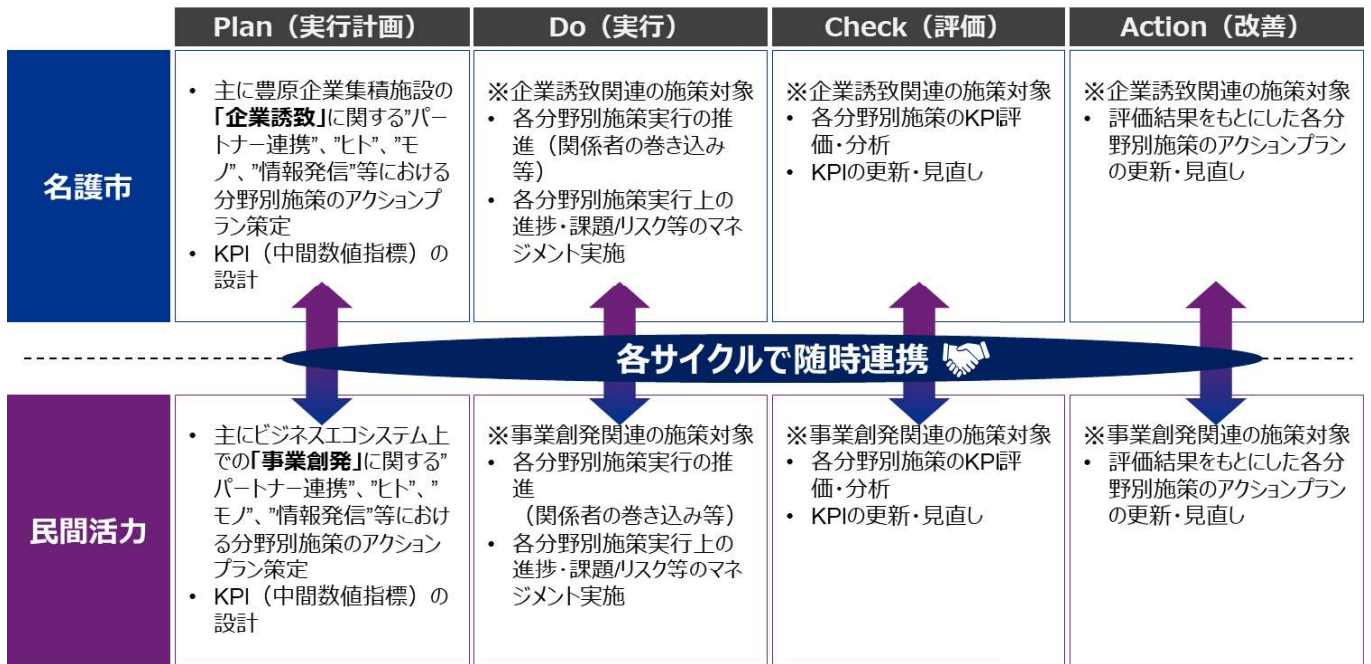 Plan（実行計画）
Do（実行）
Check（評価）
Action（改善）
名護市
• 主に豊原企業集積施設の
「企業誘致」に関する”パー
トナー連携”、”ヒト”、”モ
ノ”、”情報発信”等における
分野別施策のアクションプ
ラン策定
• KPI（中間数値指標）の
設計
※企業誘致関連の施策対象
• 各分野別施策実行の推
進（関係者の巻き込み
等）
• 各分野別施策実行上の
進捗・課題/リスク等のマネ
ジメント実施
※企業誘致関連の施策対象
• 各分野別施策のKPI評
価・分析
• KPIの更新・見直し
※企業誘致関連の施策対象
• 評価結果をもとにした各分
野別施策のアクションプラン
の更新・見直し
各サイクルで随時連携
民間活力
• 主にビジネスエコシステム上
での「事業創発」に関する”
パートナー連携”、”ヒト”、”
モノ”、”情報発信”等におけ
る分野別施策のアクション
プラン策定
• KPI（中間数値指標）の
設計
※事業創発関連の施策対象
• 各分野別施策実行の推
進
（関係者の巻き込み等）
• 各分野別施策実行上の
進捗・課題/リスク等のマネ
ジメント実施
※事業創発関連の施策対象
• 各分野別施策のKPI評
価・分析
• KPIの更新・見直し
※事業創発関連の施策対象
• 評価結果をもとにした各分
野別施策のアクションプラン
の更新・見直し